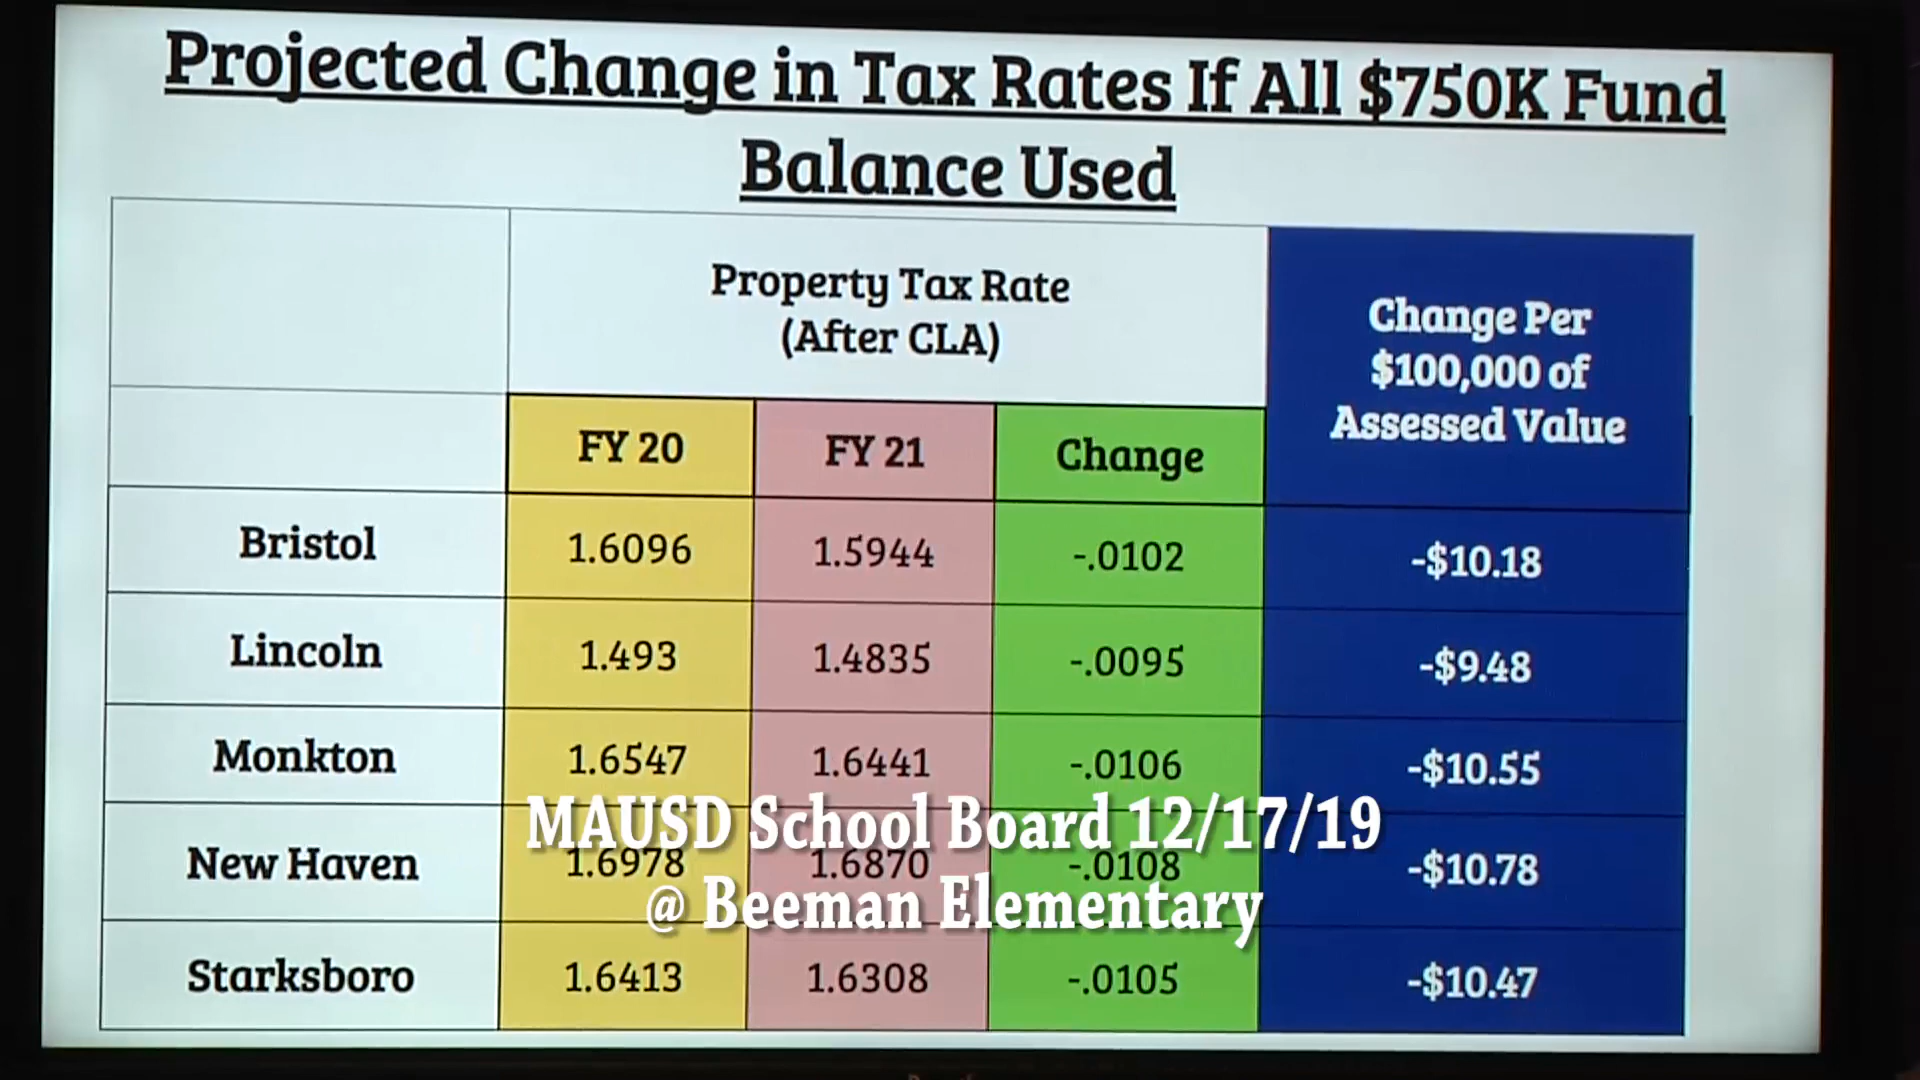 Projected Change in Tax Rates If All $750K Fund
Balance Used
Property Tax Rate
(After CLA)
Change Per
$100,000 of
Assessed Value
FY 20 FY 21 Change
Bristol 1.6096 1.5944 -.0102 -$10.18
Lincoln 1.493 1.4835 -.0095 -$9.48
Monkton 1.6547 1.6441 -.0106 -$10.55
MAUSD School Board 12/17/19
New Haven 1.6978 1.6870 -.0108 -$10.78
@ Beeman Elementary
Starksboro 1.6413 1.6308 -.0105 -$10.47